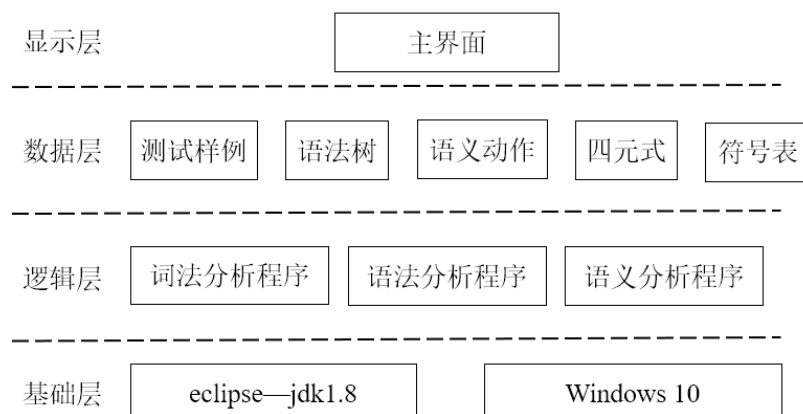 显示层 主界面
数据层 测试样例 语法树 语义动作 四元式 符号表
逻辑层 词法分析程序 语法分析程序 语义分析程序
基础层 eclipse—jdk1.8 Windows 10